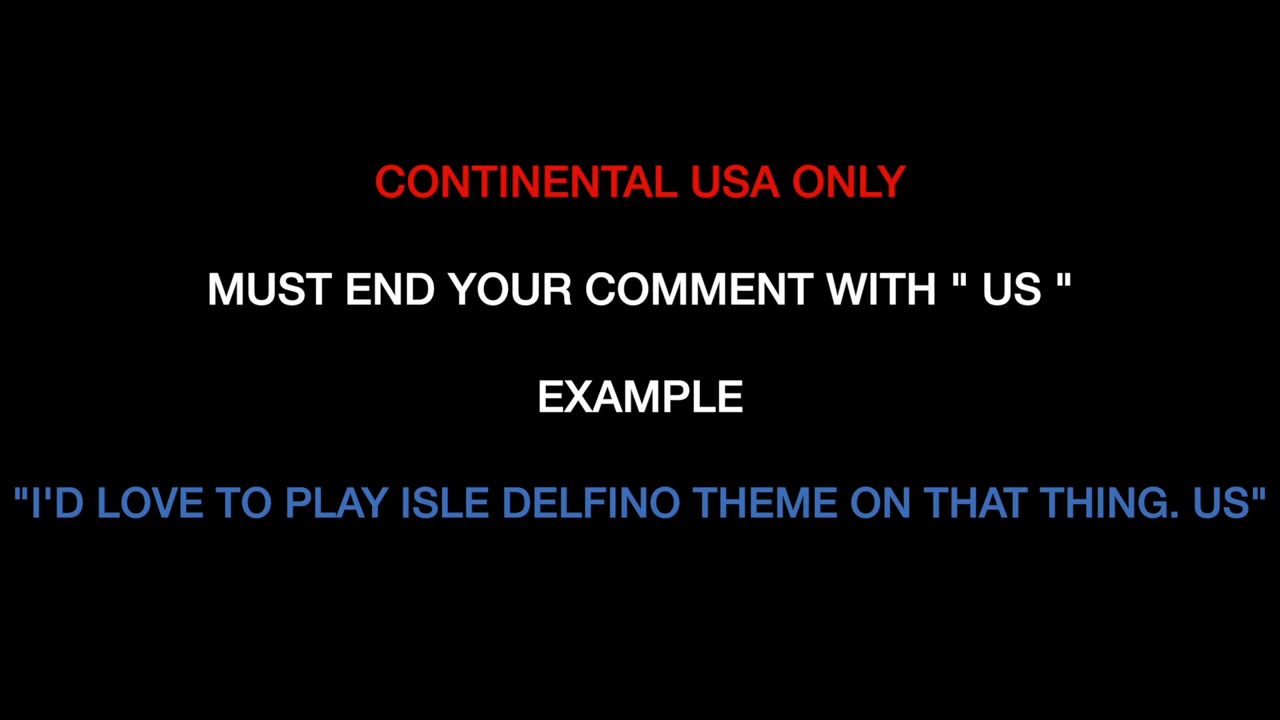 CONTINENTAL USA ONLY
MUST END YOUR COMMENT WITH " US "
EXAMPLE
"I'D LOVE TO PLAY ISLE DELFINO THEME ON THAT THING. US"